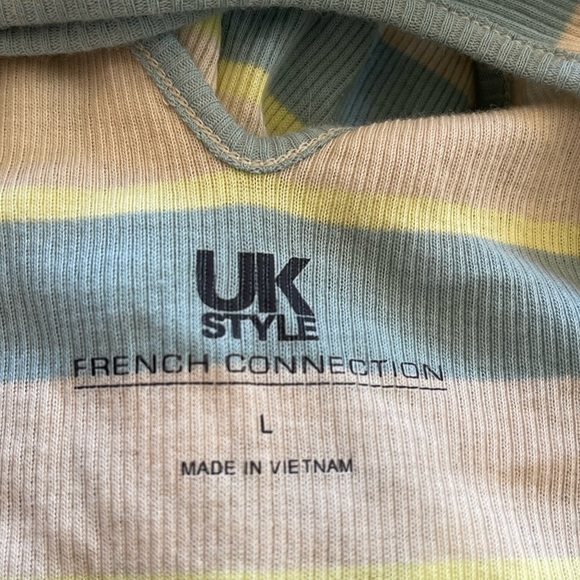 UK
STYLE
FRENCH CONNECTION
L
MADE IN VIETNAM